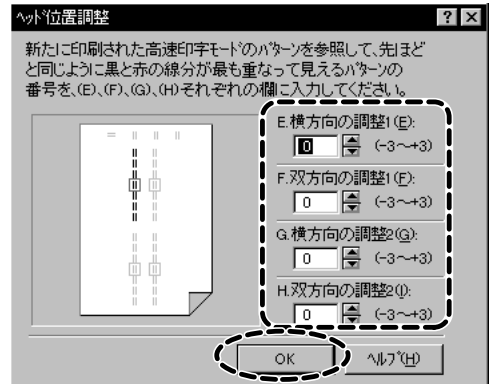 ヘッド位置調整
新たに印刷された高速印字モードのパターンを参照して、先ほど
と同じように黒と赤の線分が最も重なって見えるパターンの
番号を、(E)、(F)、(G)、(H)それぞれの欄に入力してください。
E.横方向の調整1(E):
0 (-3~+3)
F.双方向の調整1(F):
0 (-3~+3)
G.横方向の調整2(G):
0 (-3~+3)
H.双方向の調整2(I):
0 (-3~+3)
OK ヘルプ(H)